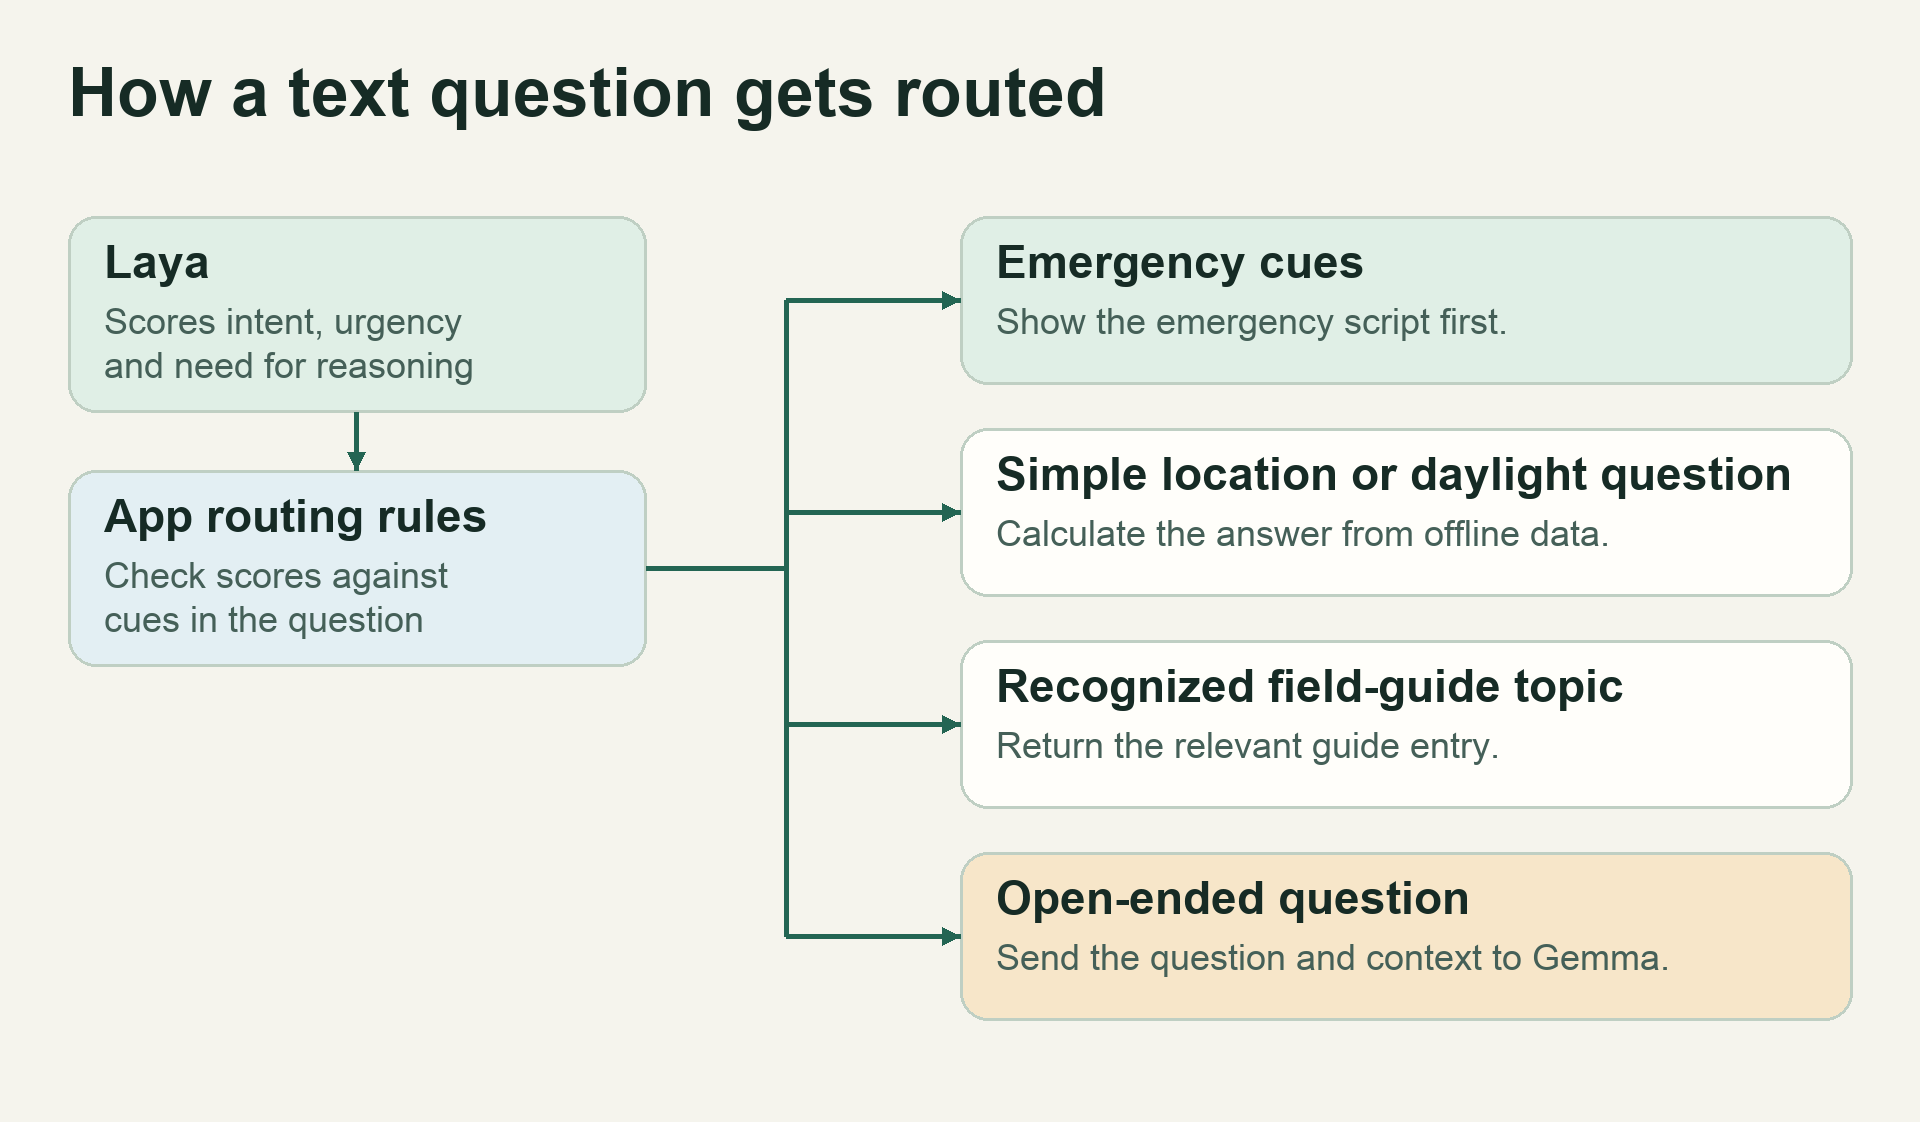 How a text question gets routed
Laya
Scores intent, urgency
and need for reasoning
App routing rules
Check scores against
cues in the question
Emergency cues
Show the emergency script first.
Simple location or daylight question
Calculate the answer from offline data.
Recognized field-guide topic
Return the relevant guide entry.
Open-ended question
Send the question and context to Gemma.